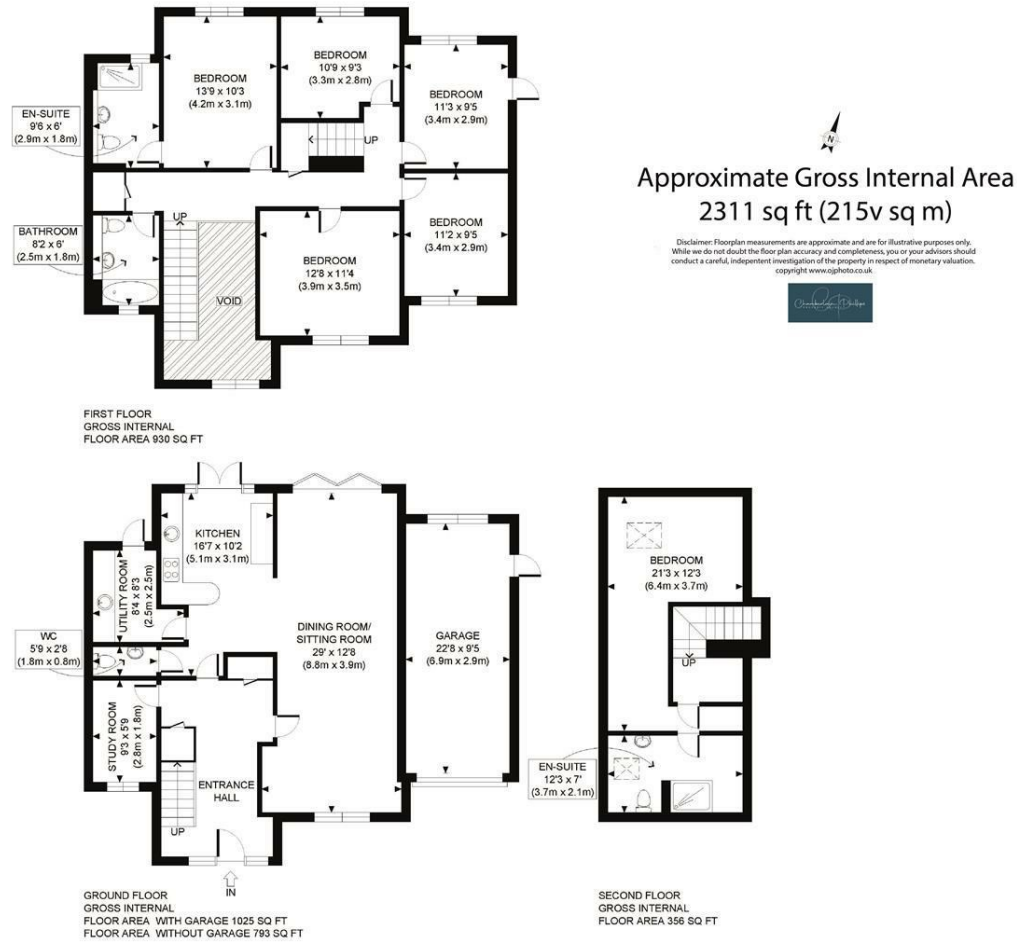 BEDROOM
13'9 x 10'3
(4.2m x 3.1m)
BEDROOM
10'9 x 9'3
(3.3m x 2.8m)
BEDROOM
11'3 x 9'5
(3.4m x 2.9m)
EN-SUITE
9'6 x 6'
(2.9m x 1.8m)
UP
BATHROOM
8'2 x 6'
(2.5m x 1.8m)
UP
BEDROOM
11'2 x 9'5
(3.4m x 2.9m)
BEDROOM
12'8 x 11'4
(3.9m x 3.5m)
VOID
FIRST FLOOR
GROSS INTERNAL
FLOOR AREA 930 SQ FT
N
Approximate Gross Internal Area
2311 sq ft (215v sq m)
Disclaimer: Floorplan measurements are approximate and are for illustrative purposes only.
While we do not doubt the floor plan accuracy and completeness, you or your advisors should
conduct a careful, indepentent investigation of the property in respect of monetary valuation.
copyright www.ojphoto.co.uk
KITCHEN
16'7 x 10'2
(5.1m x 3.1m)
UTILITY ROOM
8'4 x 8'3
(2.5m x 2.5m)
WC
5'9 x 2'8
(1.8m x 0.8m)
DINING ROOM/
SITTING ROOM
29' x 12'8
(8.8m x 3.9m)
GARAGE
22'8 x 9'5
(6.9m x 2.9m)
STUDY ROOM
9'3 x 5'9
(2.8m x 1.8m)
ENTRANCE
HALL
UP
IN
GROUND FLOOR
GROSS INTERNAL
FLOOR AREA WITH GARAGE 1025 SQ FT
FLOOR AREA WITHOUT GARAGE 793 SQ FT
BEDROOM
21'3 x 12'3
(6.4m x 3.7m)
UP
EN-SUITE
12'3 x 7'
(3.7m x 2.1m)
SECOND FLOOR
GROSS INTERNAL
FLOOR AREA 356 SQ FT